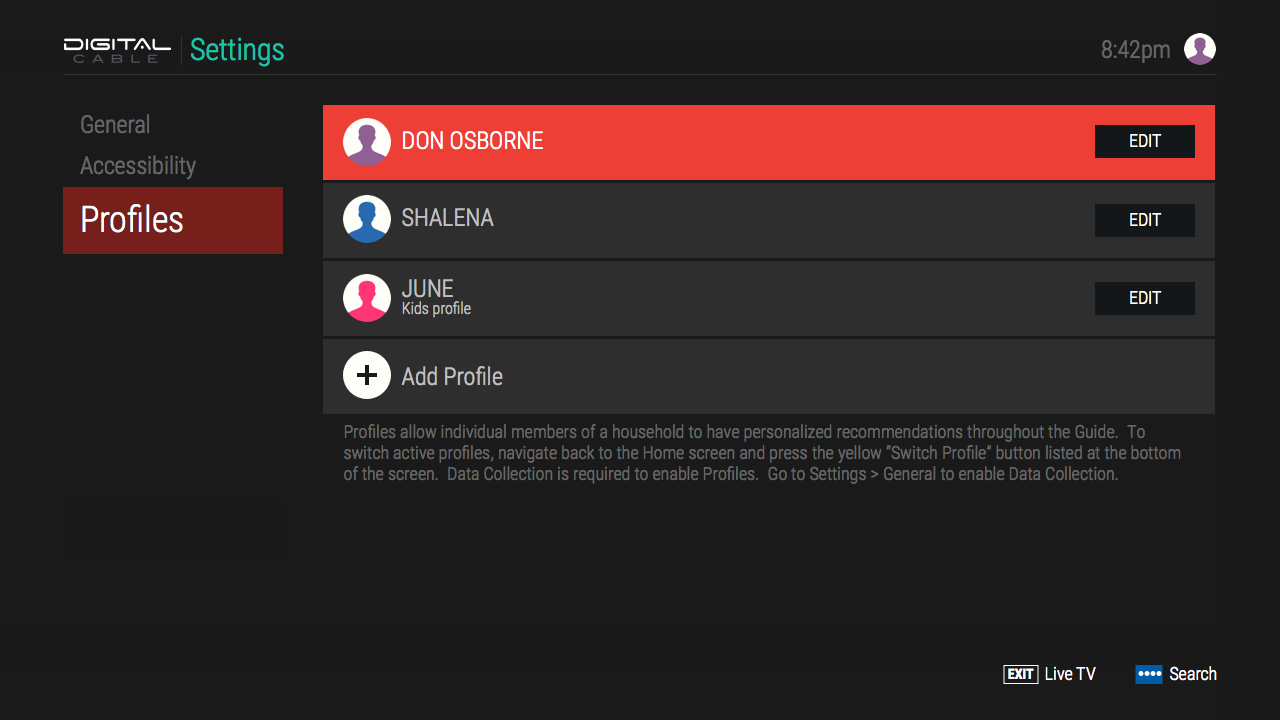 DIGITAL
CABLE
Settings
8:42pm
General
Accessibility
Profiles
DON OSBORNE
EDIT
SHALENA
EDIT
JUNE
Kids profile
EDIT
Add Profile
Profiles allow individual members of a household to have personalized recommendations throughout the Guide.  To
switch active profiles, navigate back to the Home screen and press the yellow “Switch Profile” button listed at the bottom
of the screen.  Data Collection is required to enable Profiles.  Go to Settings > General to enable Data Collection.
EXIT Live TV
Search